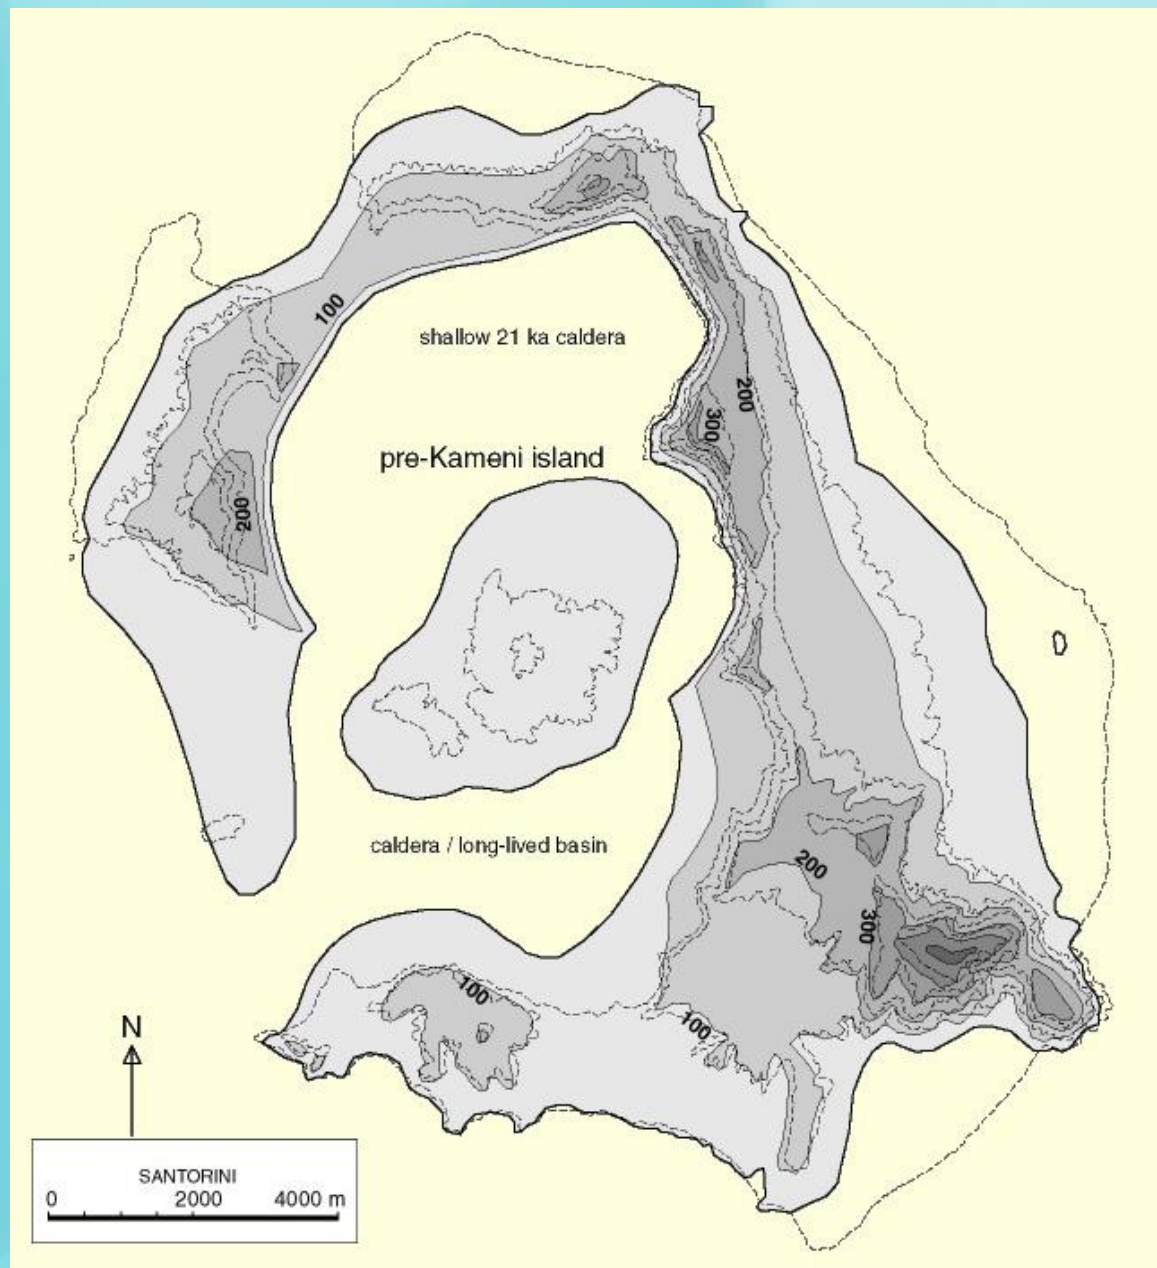 100
shallow 21 ka caldera
200
300
pre-Kameni island
200
caldera / long-lived basin
200
300
100
100
N
SANTORINI
0 2000 4000 m